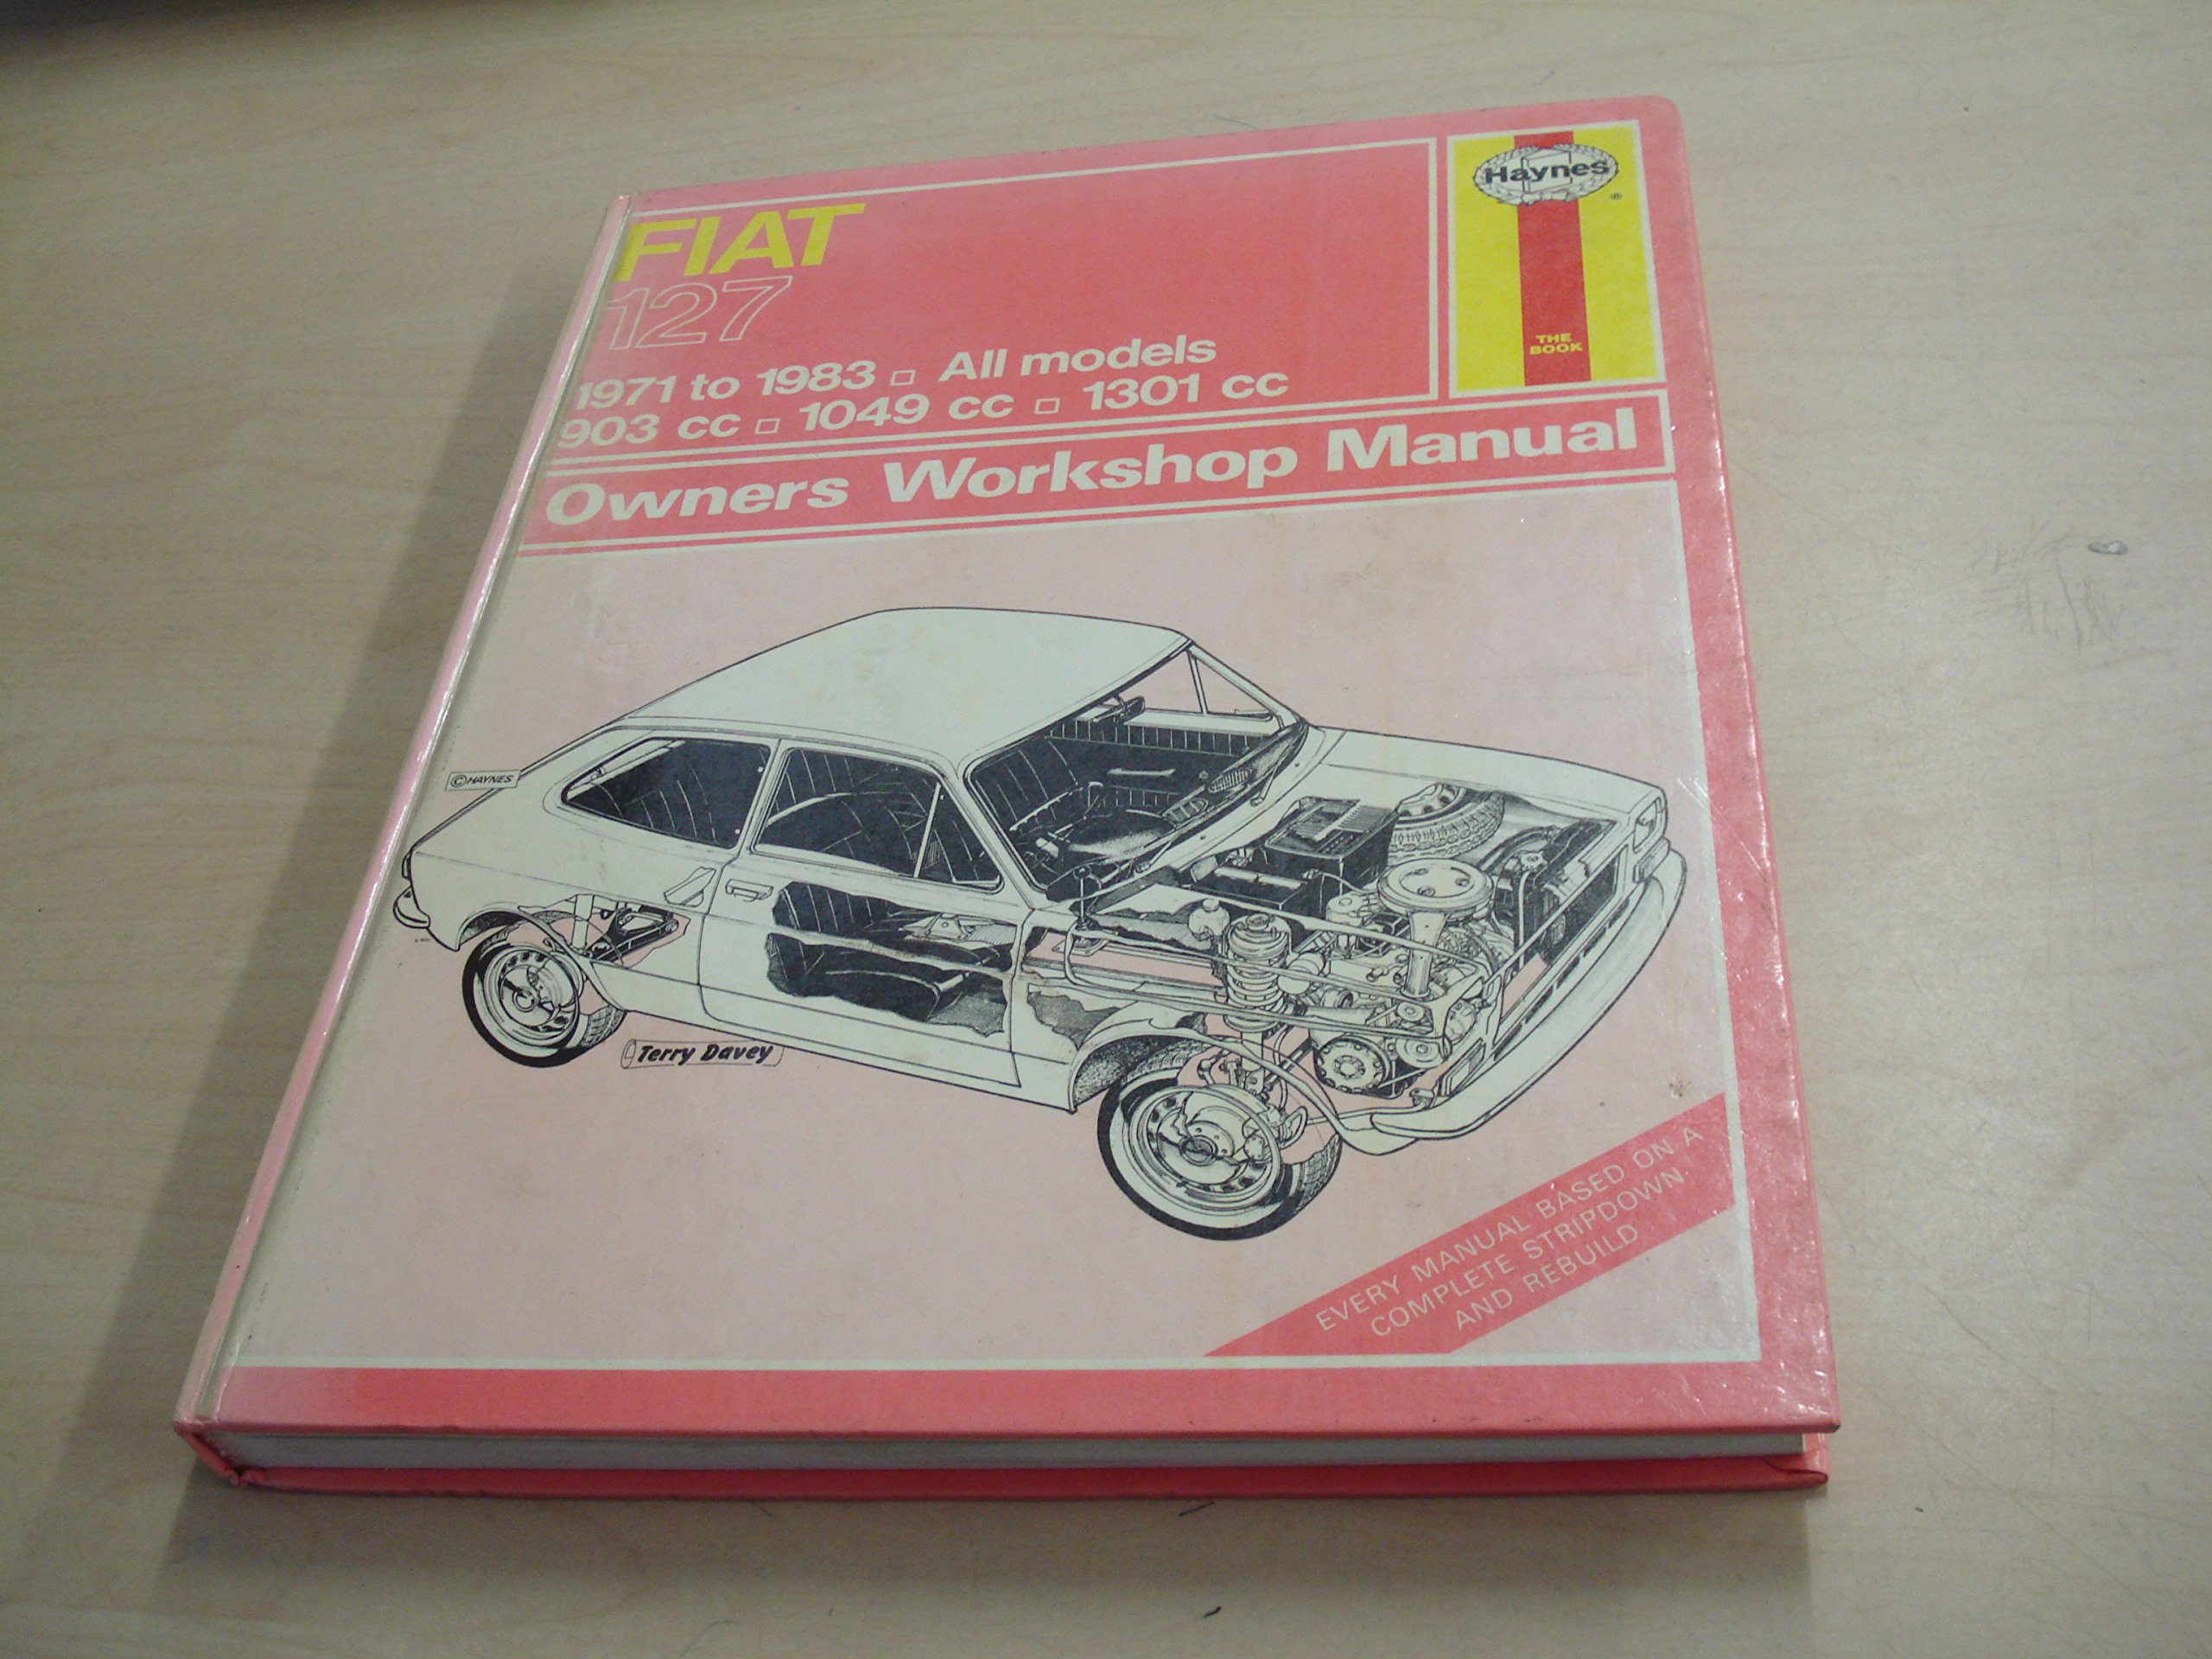 Haynes
®
THE
BOOK
FIAT
127
1971 to 1983 □ All models
903 cc □ 1049 cc □ 1301 cc
Owners Workshop Manual
©HAYNES
Terry Davey
EVERY MANUAL BASED ON A
COMPLETE STRIPDOWN
AND REBUILD